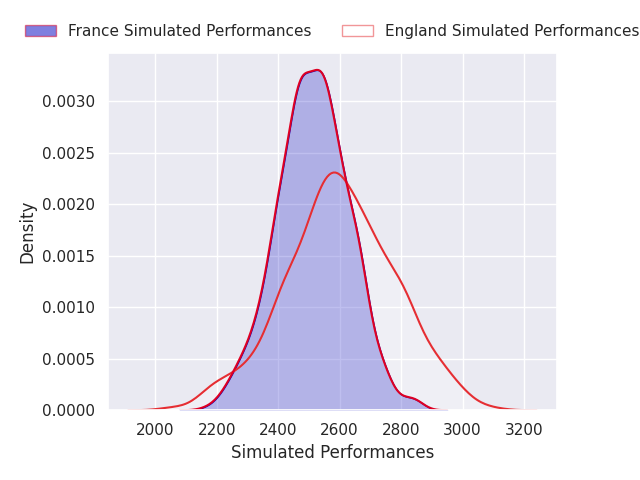 France Simulated Performances England Simulated Performances
0.0030
0.0025
0.0020
0.0015
0.0010
0.0005
0.0000
Density
2000 2200 2400 2600 2800 3000 3200
Simulated Performances